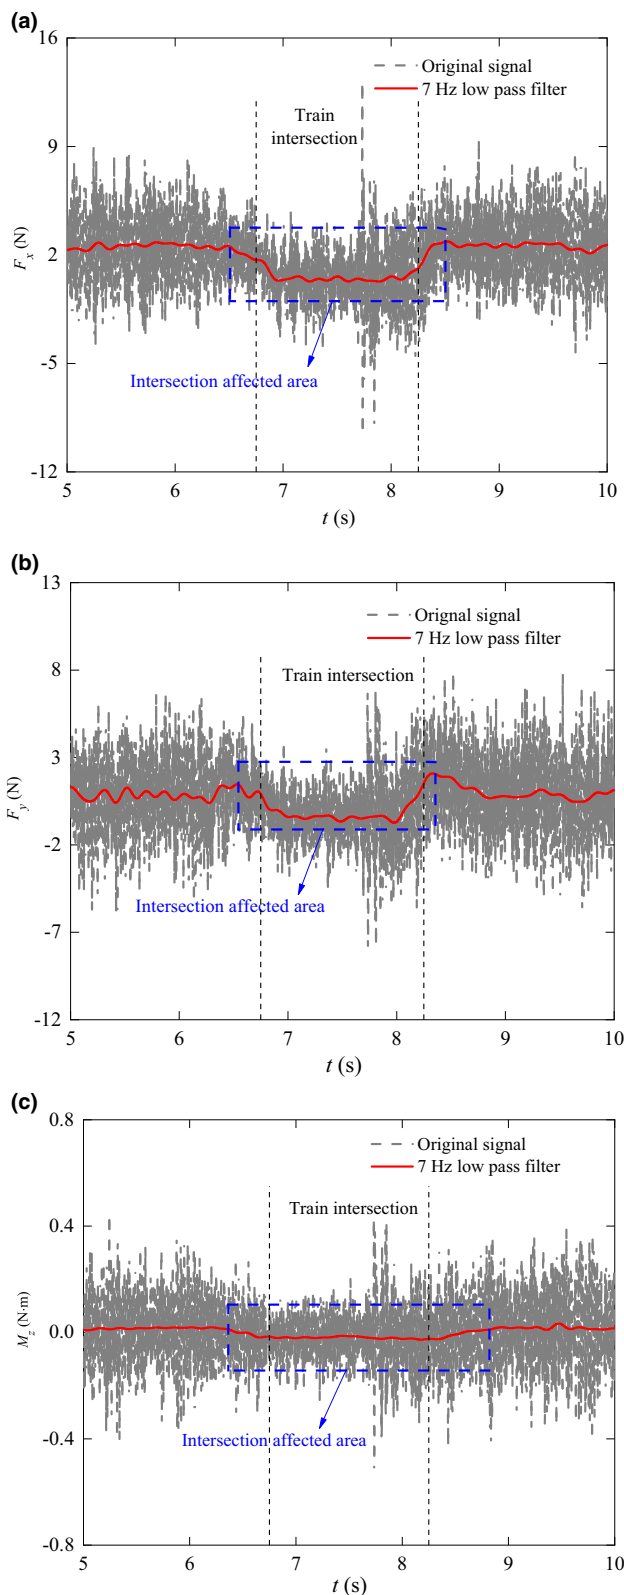 (a)
16
9
2
-5
-12
F_x (N)
Original signal
7 Hz low pass filter
Train
intersection
Intersection affected area
5 6 7 8 9 10
t (s)
(b)
13
8
3
-2
-7
-12
F_y (N)
Orignal signal
7 Hz low pass filter
Train intersection
Intersection affected area
5 6 7 8 9 10
t (s)
(c)
0.8
0.4
0.0
-0.4
-0.8
M_z (N·m)
Original signal
7 Hz low pass filter
Train intersection
Intersection affected area
5 6 7 8 9 10
t (s)